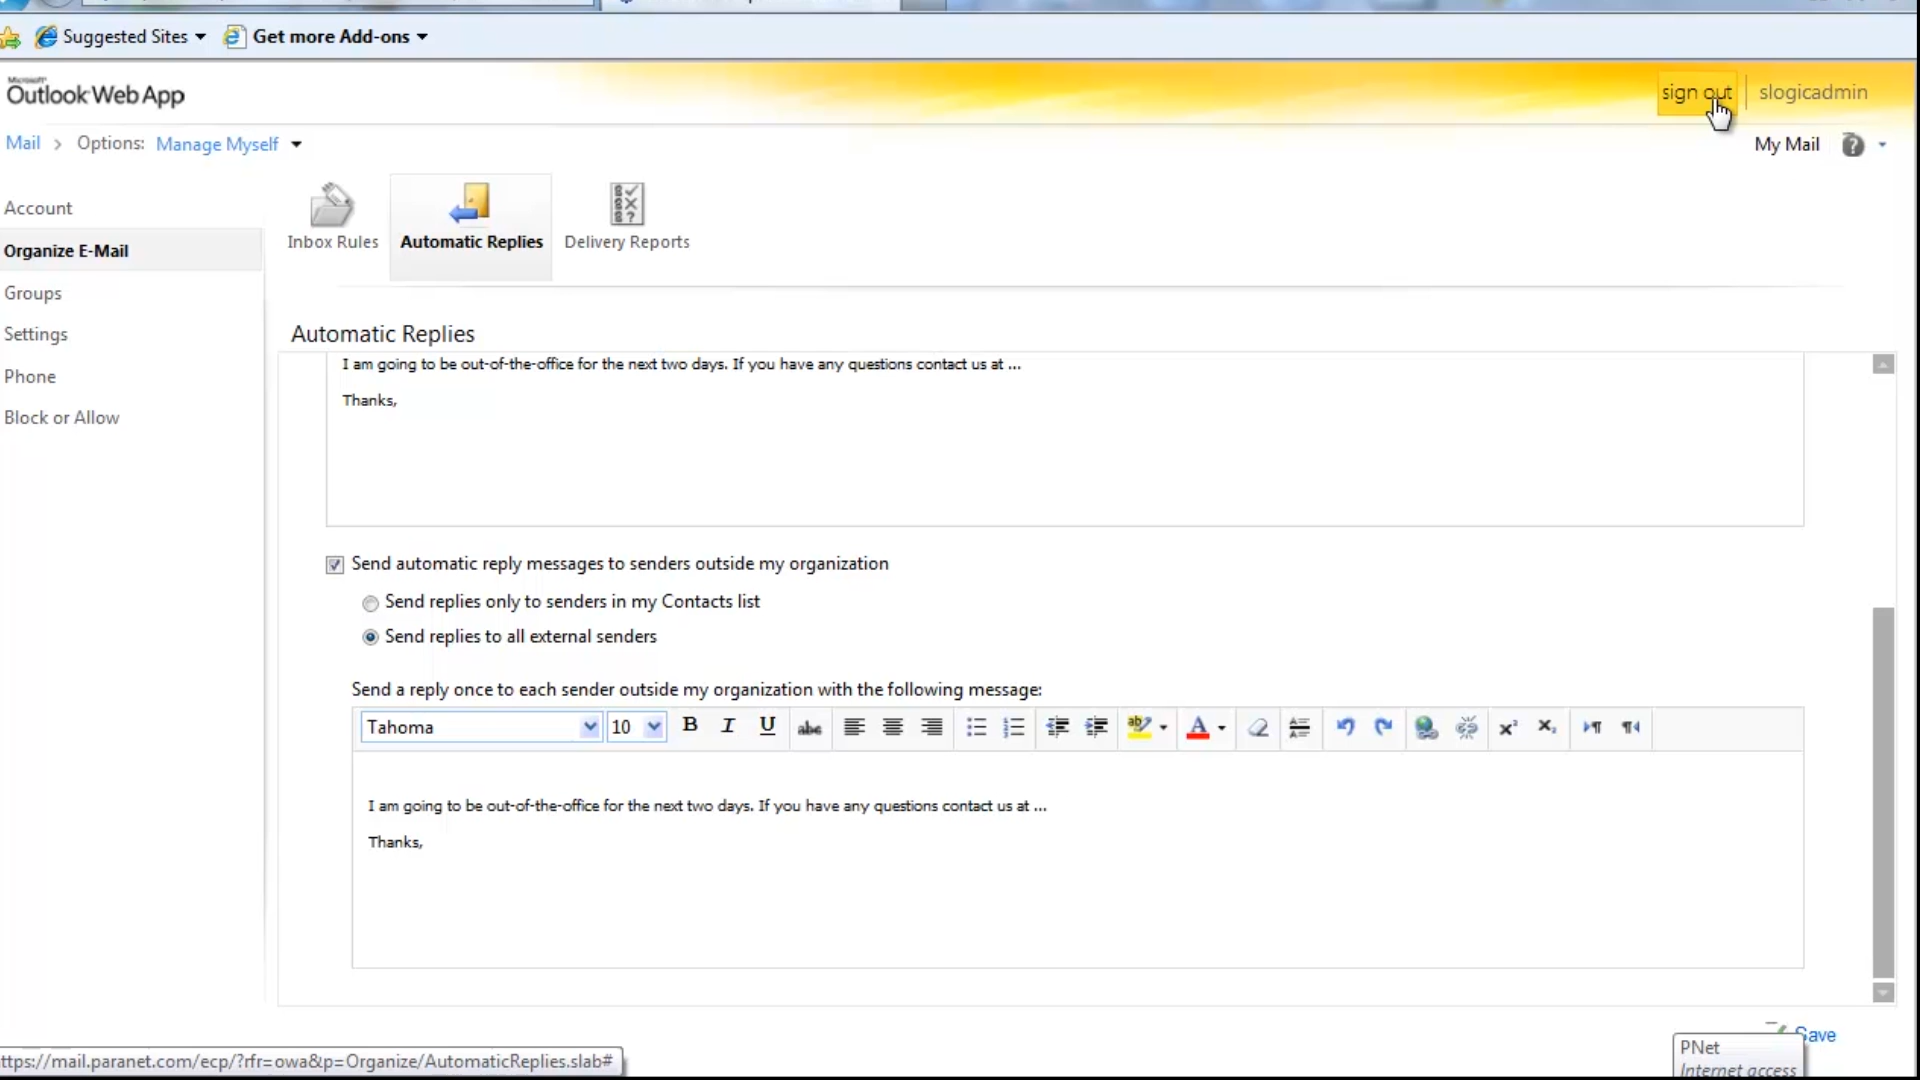 Suggested Sites
Get more Add-ons
Microsoft
Outlook Web App
sign out
slogicadmin
Mail > Options: Manage Myself
My Mail
?
Account
Organize E-Mail
Groups
Settings
Phone
Block or Allow
Inbox Rules
Automatic Replies
Delivery Reports
Automatic Replies
I am going to be out-of-the-office for the next two days. If you have any questions contact us at ...
Thanks,
Send automatic reply messages to senders outside my organization
Send replies only to senders in my Contacts list
Send replies to all external senders
Send a reply once to each sender outside my organization with the following message:
Tahoma 10 B I U abc ab A x² x₂
I am going to be out-of-the-office for the next two days. If you have any questions contact us at ...
Thanks,
Save
PNet
Internet access
ttps://mail.paranet.com/ecp/?rfr=owa&p=Organize/AutomaticReplies.slab#